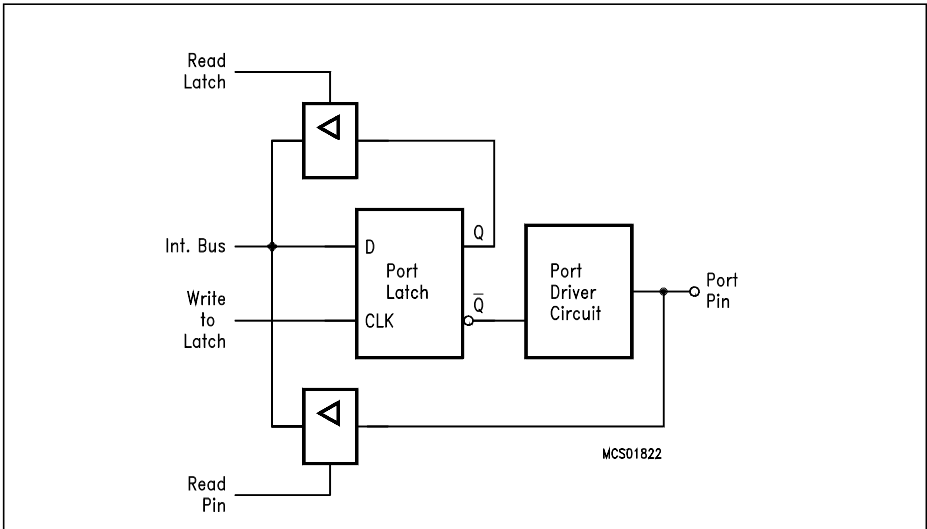 Read
Latch
Int. Bus
D
Q
Port
Latch
Write
to
Latch
CLK
Q̅
Port
Driver
Circuit
Port
Pin
Read
Pin
MCS01822